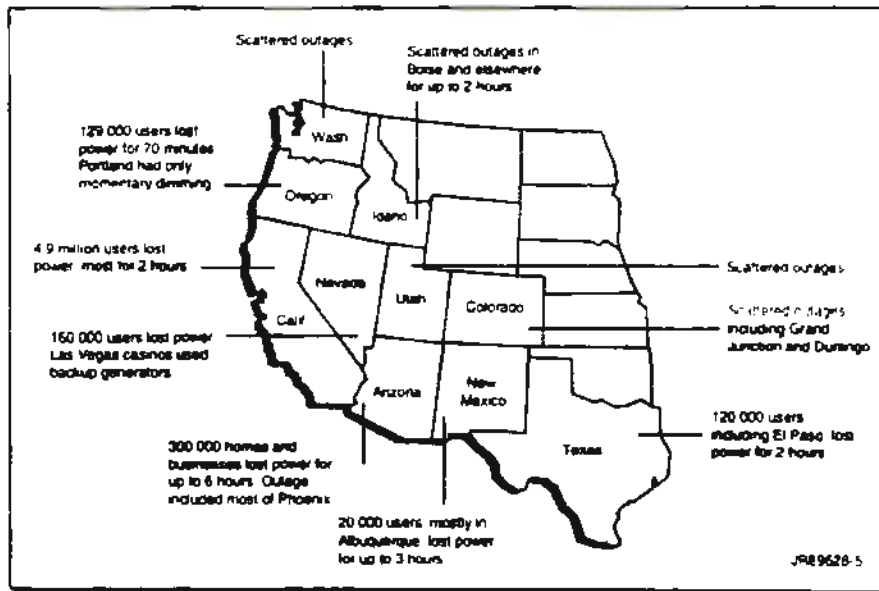 Scattered outages
Scattered outages in
Boise and elsewhere
for up to 2 hours
129 000 users lost
power for 70 minutes
Portland had only
momentary dimming
Wash
Oregon
Idaho
4.9 million users lost
power most for 2 hours
Nevada
Utah
Colorado
Calif
Scattered outages
Scattered outages
including Grand
Junction and Durango
160 000 users lost power
Las Vegas casinos used
backup generators
Arizona
New
Mexico
Texas
120 000 users
including El Paso lost
power for 2 hours
300 000 homes and
businesses lost power for
up to 6 hours Outage
included most of Phoenix
20 000 users mostly in
Albuquerque lost power
for up to 3 hours
JR89628-5